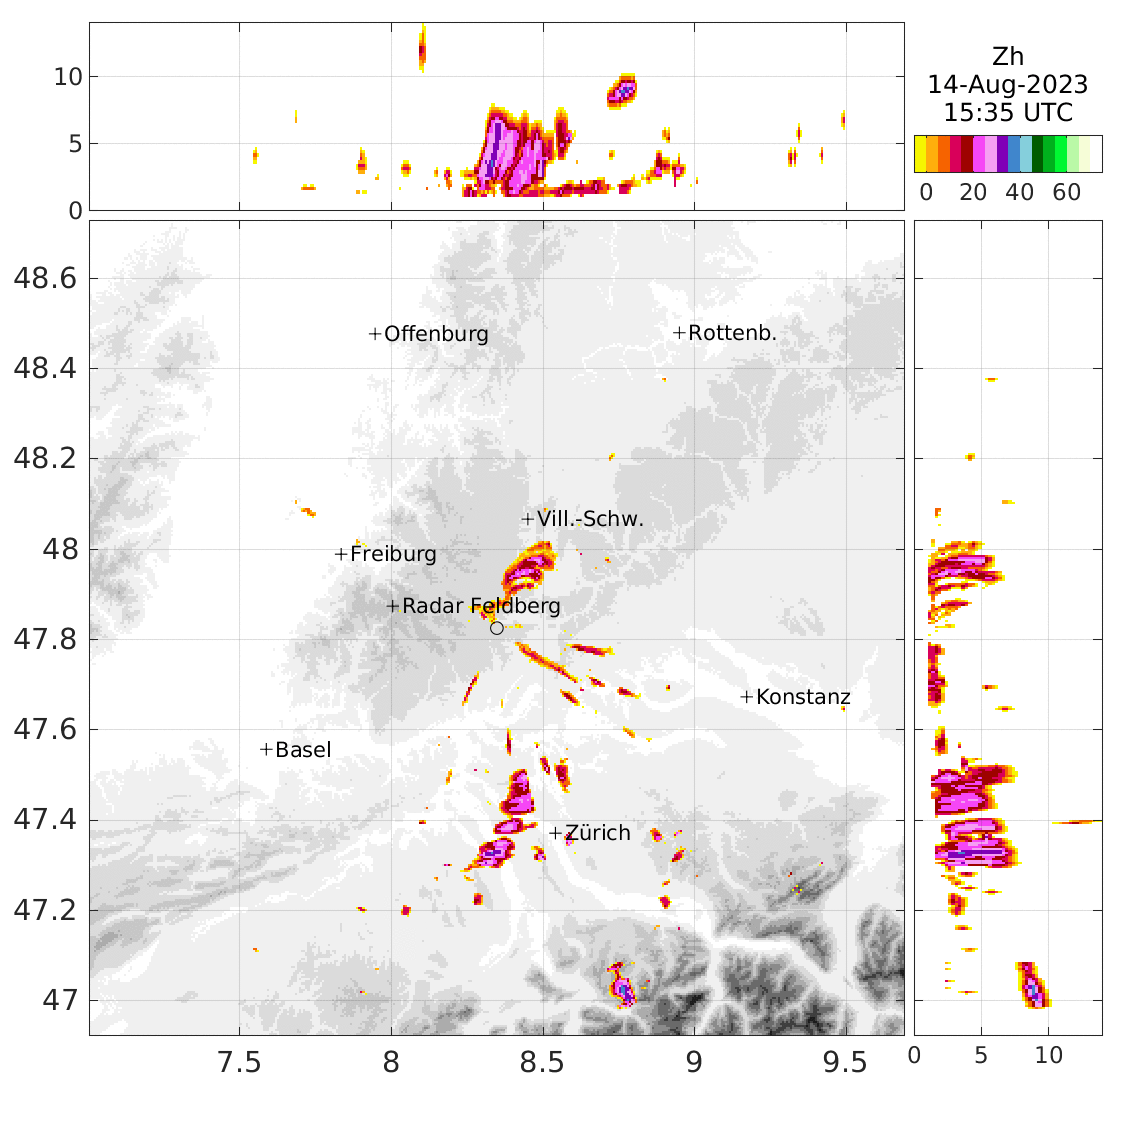 Zh
14-Aug-2023
15:35 UTC
0 20 40 60
10
5
0
48.6
48.4
48.2
48
47.8
47.6
47.4
47.2
47
+Offenburg
+Rottenb.
+Vill.-Schw.
+Freiburg
+Radar Feldberg
+Konstanz
+Basel
+Zürich
7.5 8 8.5 9 9.5
0 5 10